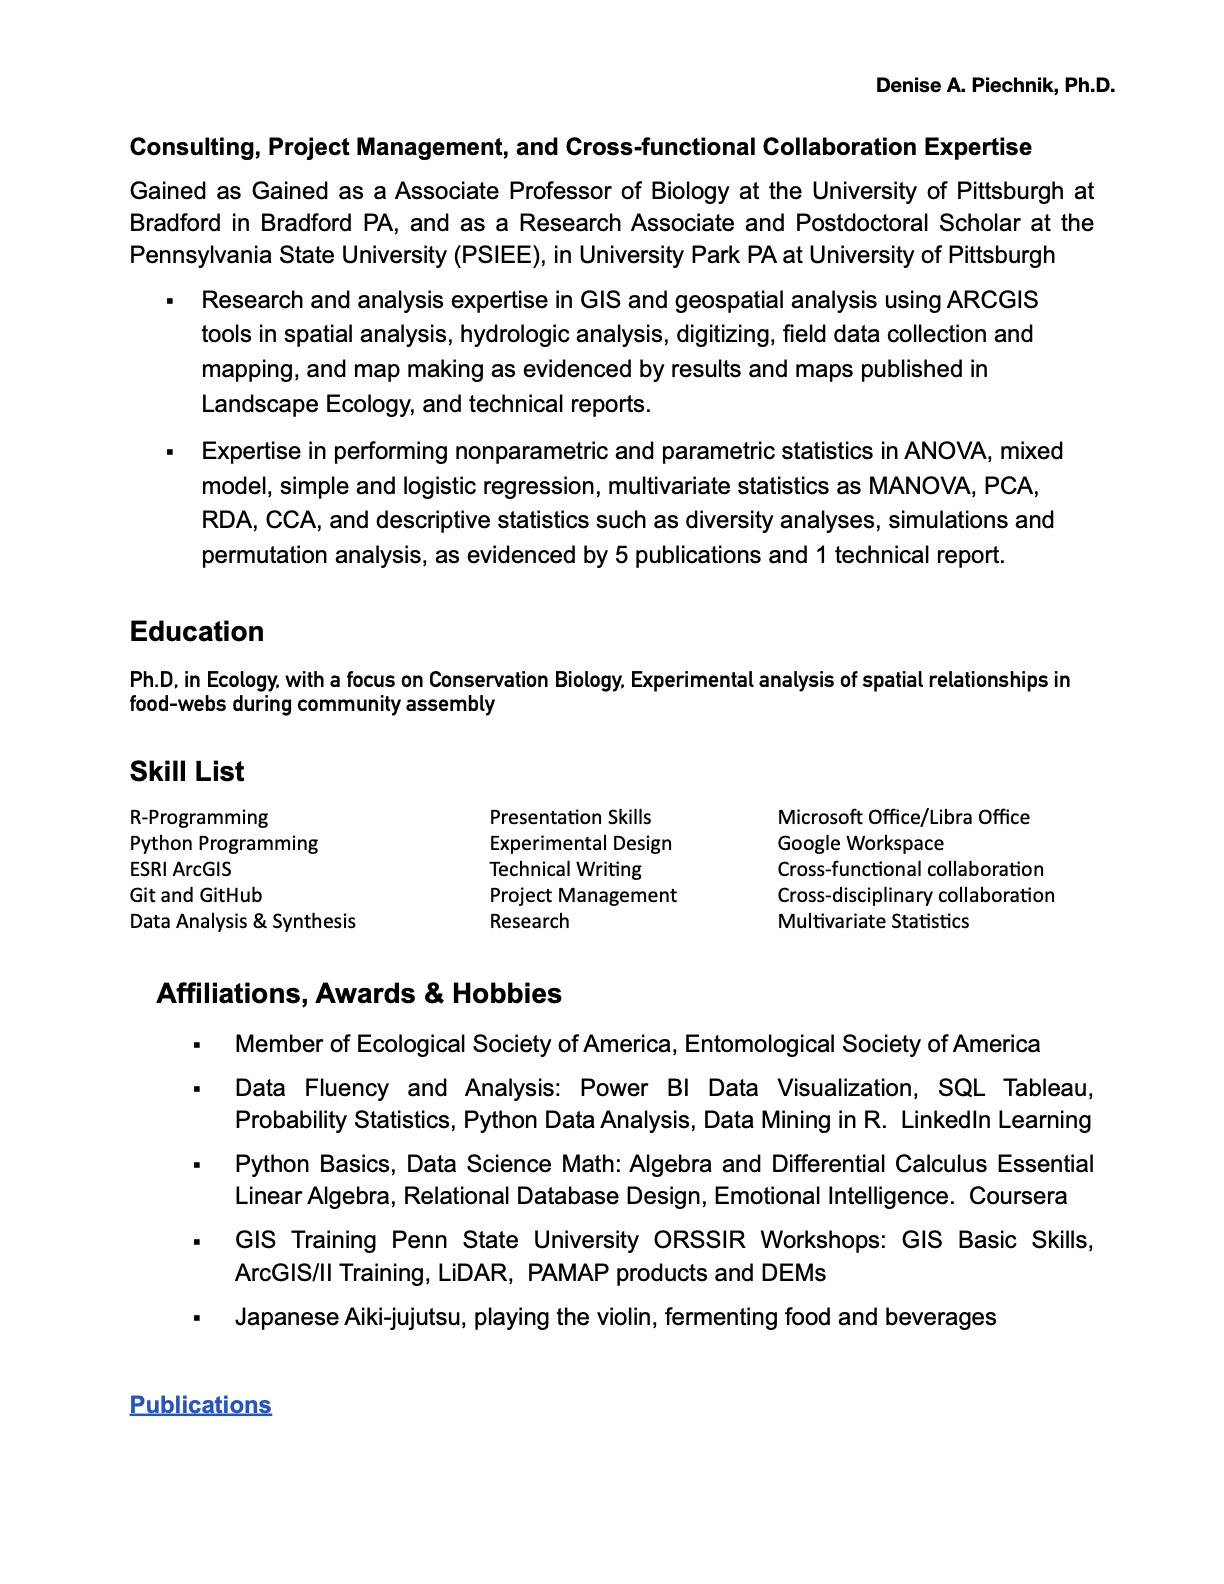 Denise A. Piechnik, Ph.D.
Consulting, Project Management, and Cross-functional Collaboration Expertise
Gained as Gained as a Associate Professor of Biology at the University of Pittsburgh at
Bradford in Bradford PA, and as a Research Associate and Postdoctoral Scholar at the
Pennsylvania State University (PSIEE), in University Park PA at University of Pittsburgh
▪ Research and analysis expertise in GIS and geospatial analysis using ARCGIS
tools in spatial analysis, hydrologic analysis, digitizing, field data collection and
mapping, and map making as evidenced by results and maps published in
Landscape Ecology, and technical reports.
▪ Expertise in performing nonparametric and parametric statistics in ANOVA, mixed
model, simple and logistic regression, multivariate statistics as MANOVA, PCA,
RDA, CCA, and descriptive statistics such as diversity analyses, simulations and
permutation analysis, as evidenced by 5 publications and 1 technical report.
Education
Ph.D, in Ecology, with a focus on Conservation Biology, Experimental analysis of spatial relationships in
food-webs during community assembly
Skill List
R-Programming
Python Programming
ESRI ArcGIS
Git and GitHub
Data Analysis & Synthesis
Presentation Skills
Experimental Design
Technical Writing
Project Management
Research
Microsoft Office/Libra Office
Google Workspace
Cross-functional collaboration
Cross-disciplinary collaboration
Multivariate Statistics
Affiliations, Awards & Hobbies
▪ Member of Ecological Society of America, Entomological Society of America
▪ Data Fluency and Analysis: Power BI Data Visualization, SQL Tableau,
Probability Statistics, Python Data Analysis, Data Mining in R. LinkedIn Learning
▪ Python Basics, Data Science Math: Algebra and Differential Calculus Essential
Linear Algebra, Relational Database Design, Emotional Intelligence. Coursera
▪ GIS Training Penn State University ORSSIR Workshops: GIS Basic Skills,
ArcGIS/II Training, LiDAR, PAMAP products and DEMs
▪ Japanese Aiki-jujutsu, playing the violin, fermenting food and beverages
Publications